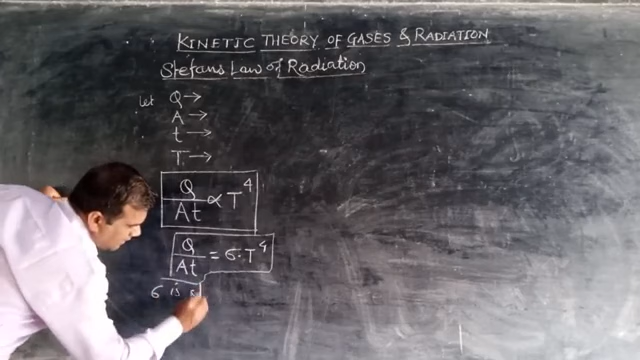 KINETIC THEORY OF GASES & RADIATION
Stefans Law of Radiation
let Q →
A →
t →
T →
Q/At ∝ T⁴
Q/At = σ·T⁴
σ is